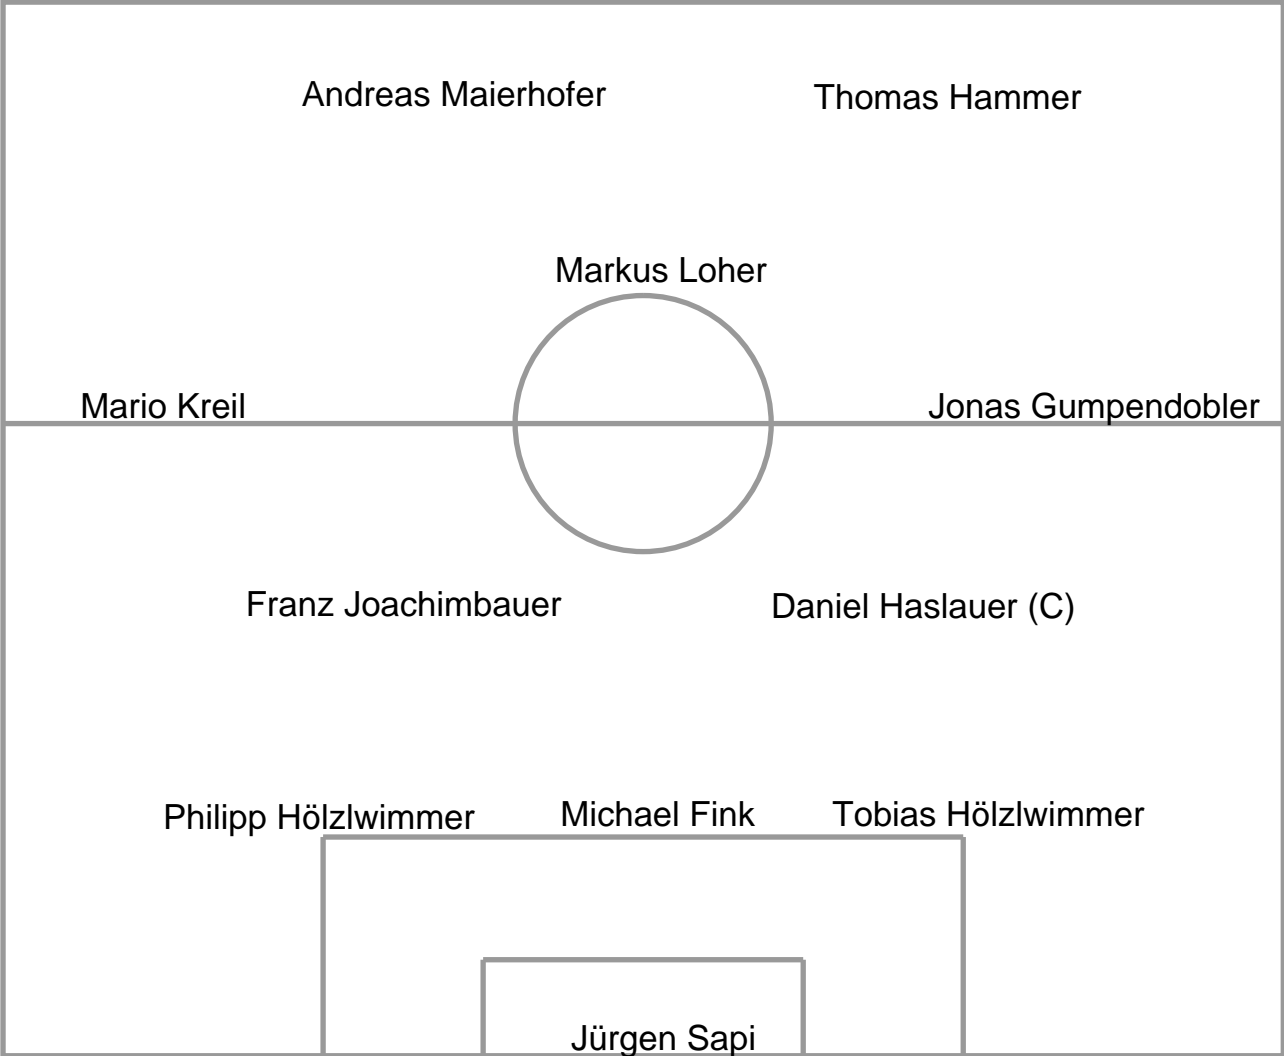 Andreas Maierhofer
Thomas Hammer
Markus Loher
Mario Kreil
Jonas Gumpendobler
Franz Joachimbauer
Daniel Haslauer (C)
Philipp Hölzlwimmer
Michael Fink
Tobias Hölzlwimmer
Jürgen Sapi